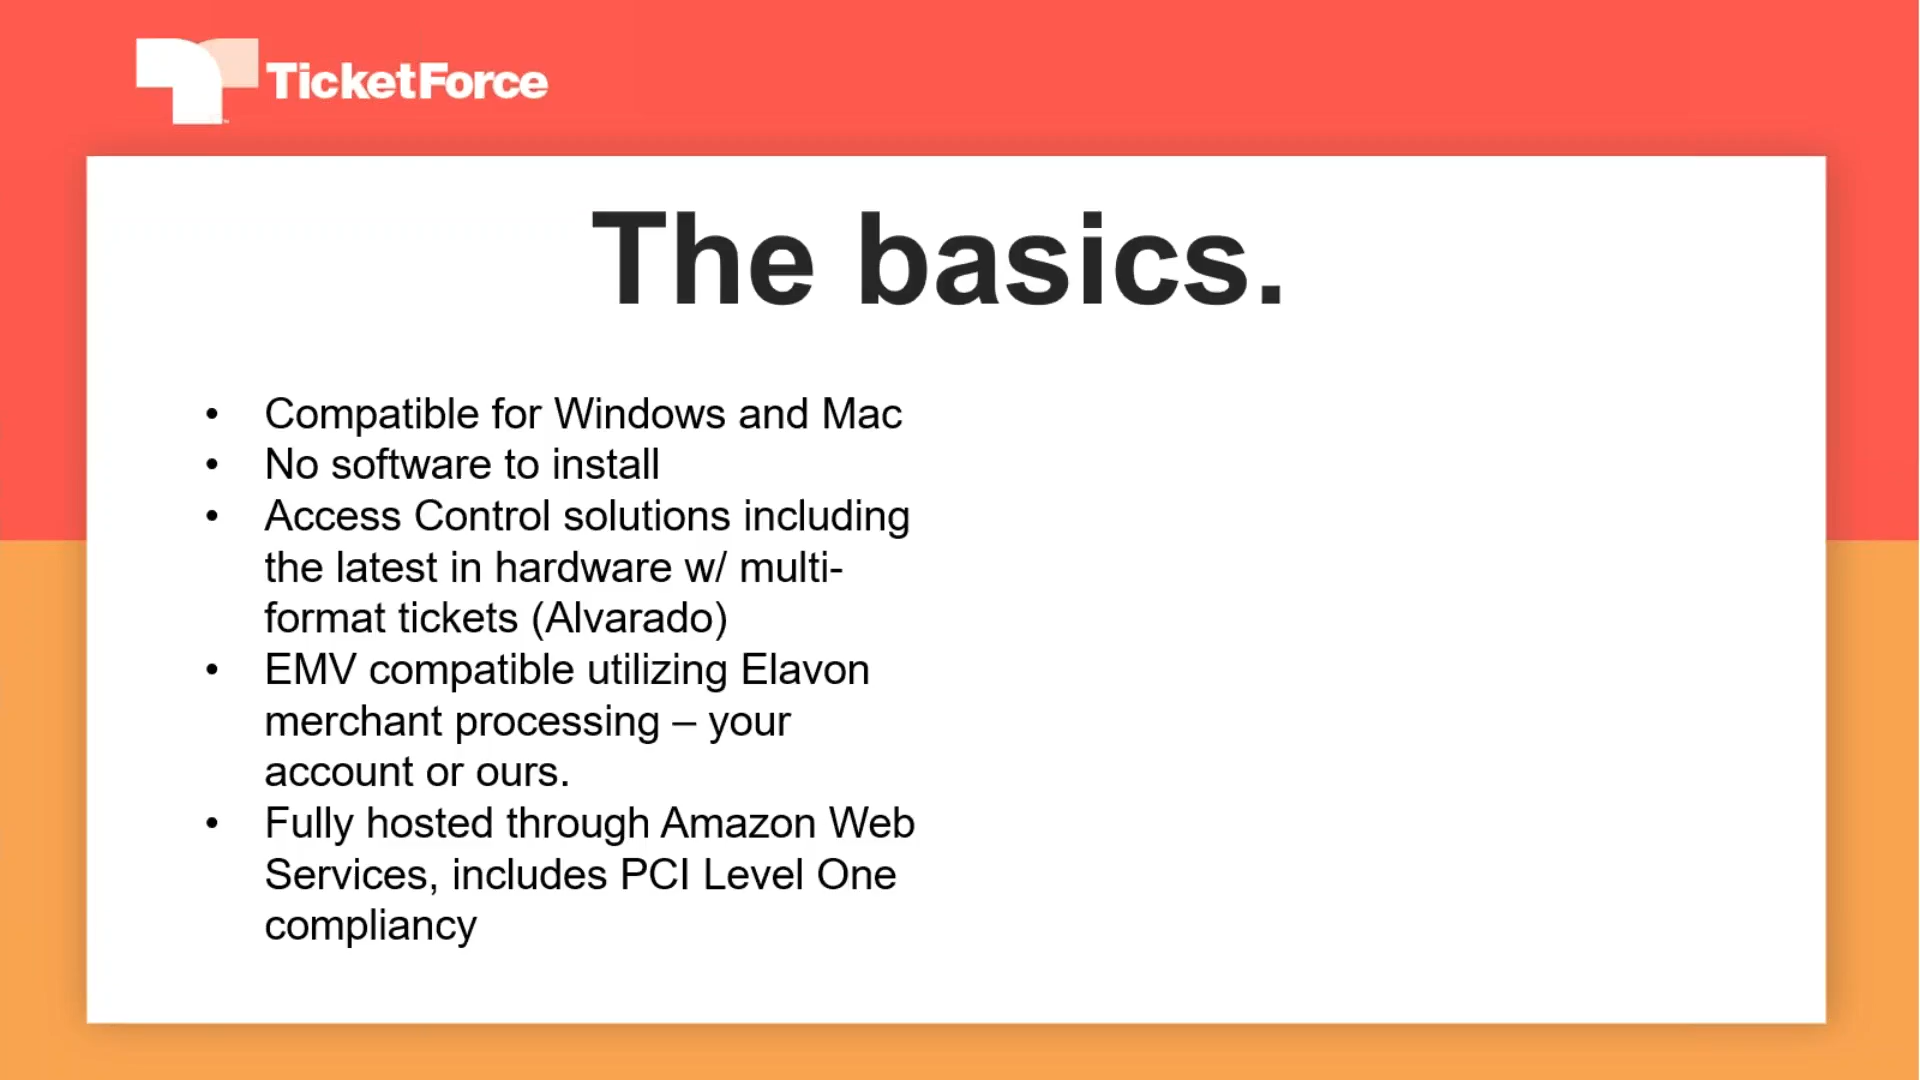 TicketForce
The basics.
• Compatible for Windows and Mac
• No software to install
• Access Control solutions including
the latest in hardware w/ multi-
format tickets (Alvarado)
• EMV compatible utilizing Elavon
merchant processing – your
account or ours.
• Fully hosted through Amazon Web
Services, includes PCI Level One
compliancy